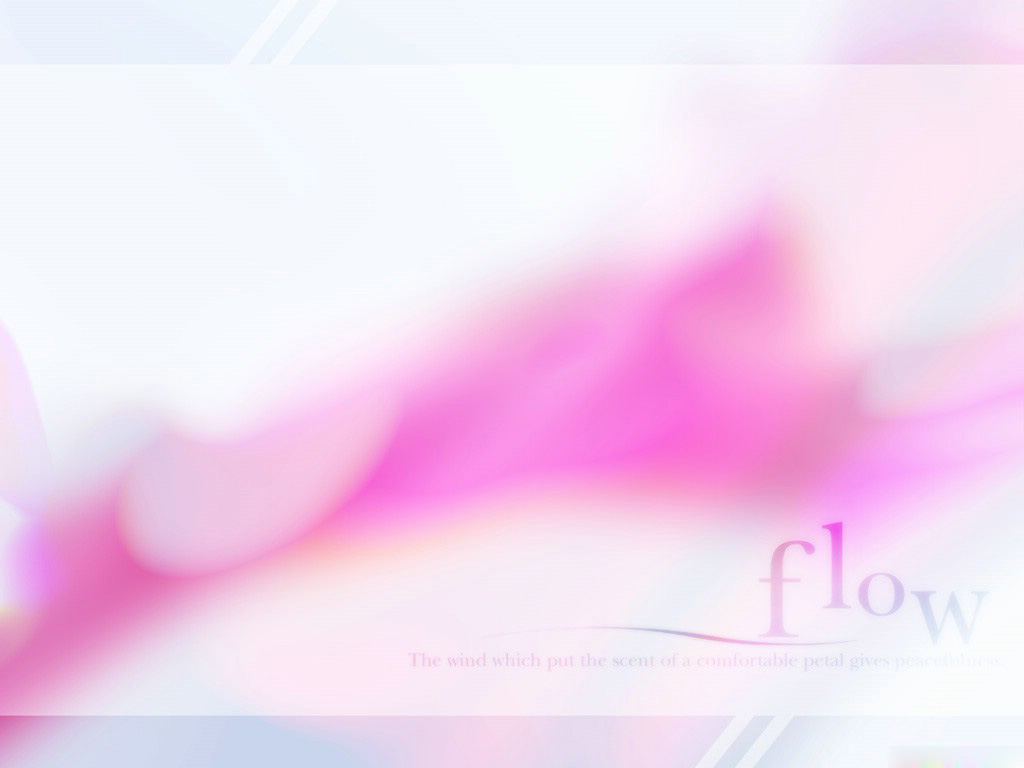 flow
The wind which put the scent of a comfortable petal gives peacefulness.